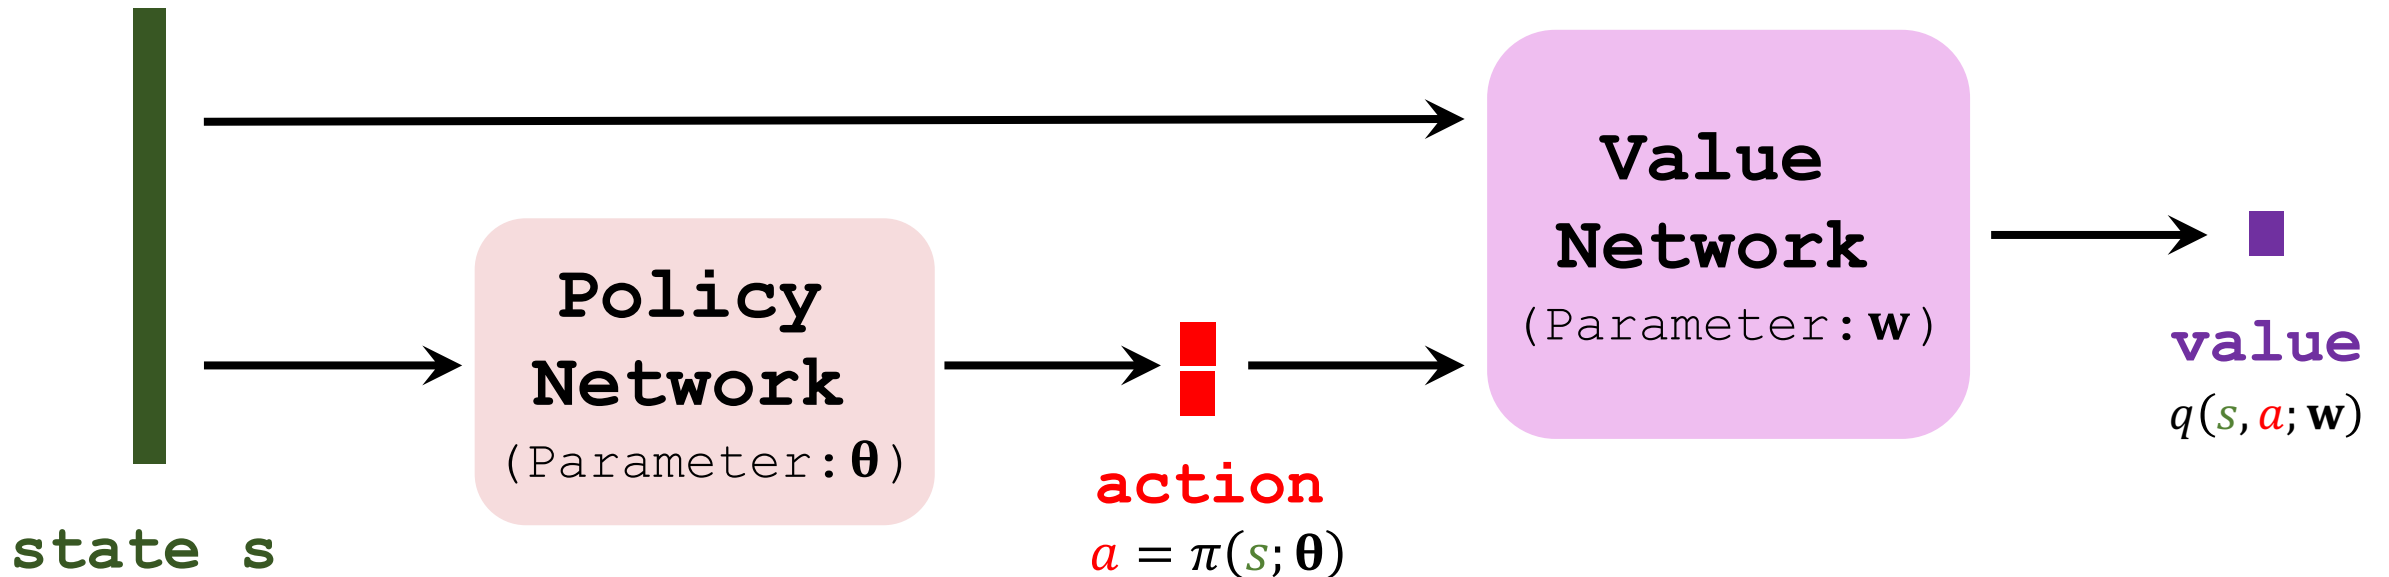 state s
Policy
Network
(Parameter: θ)
action
a = π(s; θ)
Value
Network
(Parameter: w)
value
q(s, a; w)